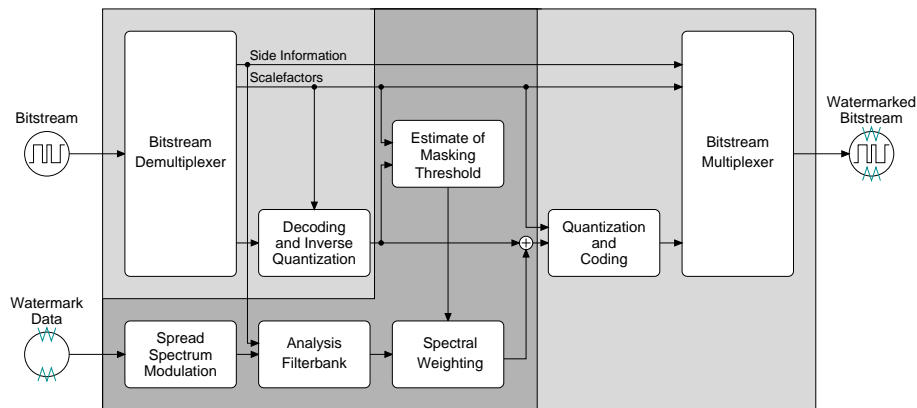 Side Information
Scalefactors
Bitstream
Bitstream
Demultiplexer
Estimate of
Masking
Threshold
Bitstream
Multiplexer
Watermarked
Bitstream
Decoding
and Inverse
Quantization
Quantization
and
Coding
Watermark
Data
Spread
Spectrum
Modulation
Analysis
Filterbank
Spectral
Weighting